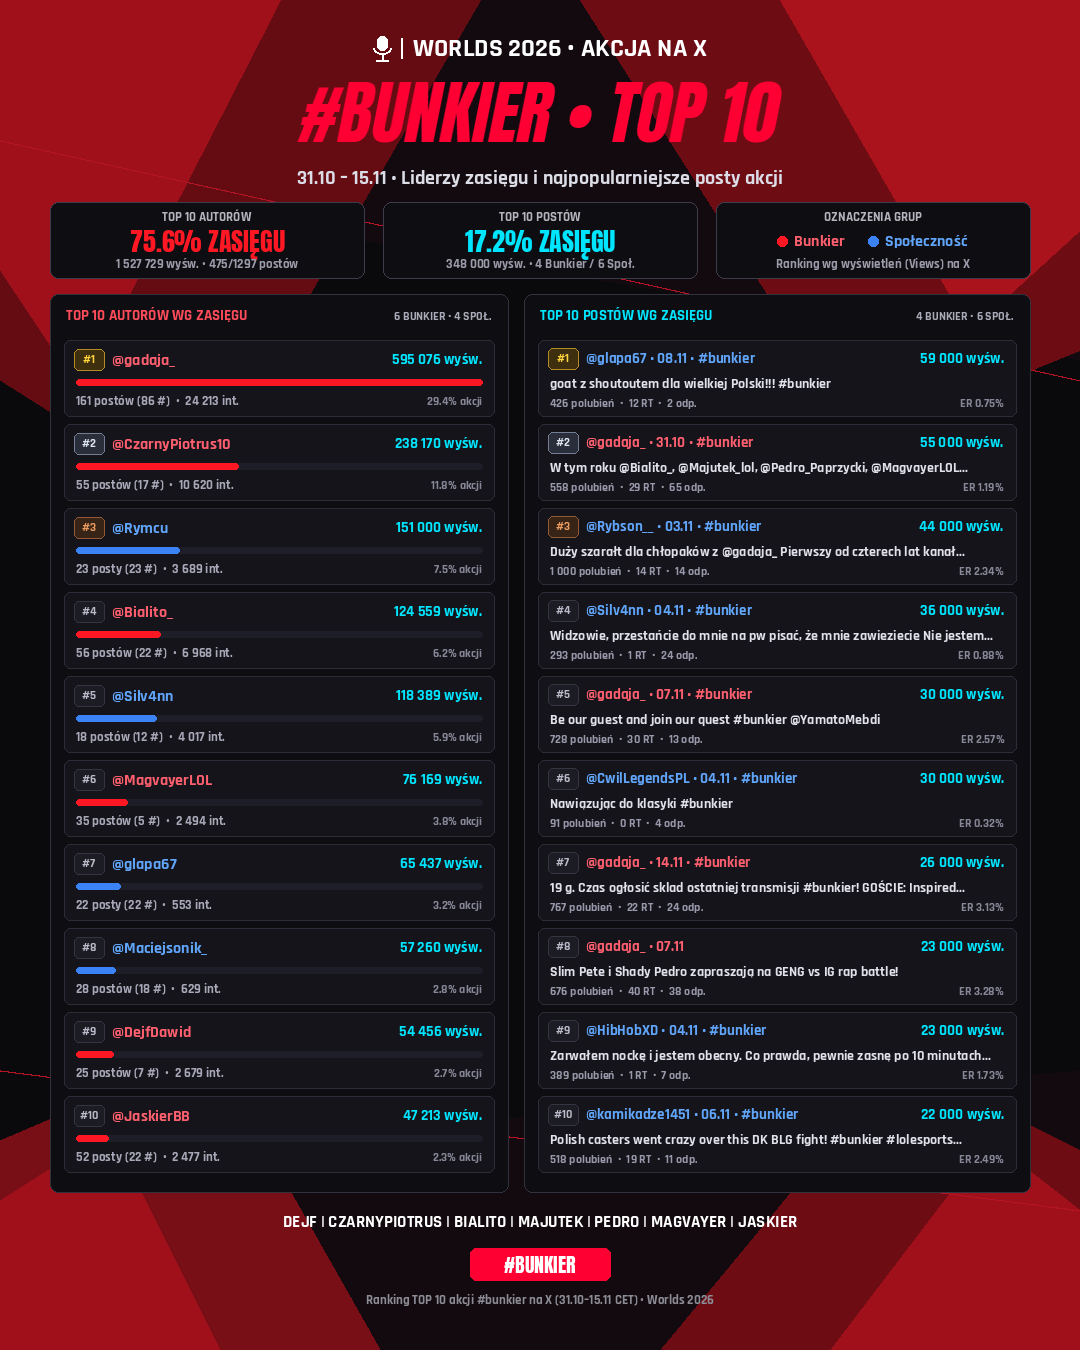 WORLDS 2026 • AKCJA NA X
#BUNKIER • TOP 10
31.10 – 15.11 • Liderzy zasięgu i najpopularniejsze posty akcji
TOP 10 AUTORÓW
75.6% ZASIĘGU
1 527 729 wyśw. • 475/1297 postów
TOP 10 POSTÓW
17.2% ZASIĘGU
348 000 wyśw. • 4 Bunkier / 6 Społ.
OZNACZENIA GRUP
Bunkier Społeczność
Ranking wg wyświetleń (Views) na X
TOP 10 AUTORÓW WG ZASIĘGU 6 BUNKIER • 4 SPOŁ.
#1 @gadaja_ 595 076 wyśw.
161 postów (86 #) • 24 213 int. 29.4% akcji
#2 @CzarnyPiotrus10 238 170 wyśw.
55 postów (17 #) • 10 620 int. 11.8% akcji
#3 @Rymcu 151 000 wyśw.
23 posty (23 #) • 3 689 int. 7.5% akcji
#4 @Bialito_ 124 559 wyśw.
56 postów (22 #) • 6 968 int. 6.2% akcji
#5 @Silv4nn 118 389 wyśw.
18 postów (12 #) • 4 017 int. 5.9% akcji
#6 @MagvayerLOL 76 169 wyśw.
35 postów (5 #) • 2 494 int. 3.8% akcji
#7 @glapa67 65 437 wyśw.
22 posty (22 #) • 553 int. 3.2% akcji
#8 @Maciejsonik_ 57 260 wyśw.
28 postów (18 #) • 629 int. 2.8% akcji
#9 @DejfDawid 54 456 wyśw.
25 postów (7 #) • 2 679 int. 2.7% akcji
#10 @JaskierBB 47 213 wyśw.
52 posty (22 #) • 2 477 int. 2.3% akcji
TOP 10 POSTÓW WG ZASIĘGU 4 BUNKIER • 6 SPOŁ.
#1 @glapa67 • 08.11 • #bunkier 59 000 wyśw.
goat z shoutoutem dla wielkiej Polski!!! #bunkier
426 polubień • 12 RT • 2 odp. ER 0.75%
#2 @gadaja_ • 31.10 • #bunkier 55 000 wyśw.
W tym roku @Bialito_, @Majutek_lol, @Pedro_Paprzycki, @MagvayerLOL...
558 polubień • 29 RT • 65 odp. ER 1.19%
#3 @Rybson__ • 03.11 • #bunkier 44 000 wyśw.
Duży szarałt dla chłopaków z @gadaja_ Pierwszy od czterech lat kanał...
1 000 polubień • 14 RT • 14 odp. ER 2.34%
#4 @Silv4nn • 04.11 • #bunkier 36 000 wyśw.
Widzowie, przestańcie do mnie na pw pisać, że mnie zawieziecie Nie jestem...
293 polubień • 1 RT • 24 odp. ER 0.88%
#5 @gadaja_ • 07.11 • #bunkier 30 000 wyśw.
Be our guest and join our quest #bunkier @YamatoMebdi
728 polubień • 30 RT • 13 odp. ER 2.57%
#6 @CwilLegendsPL • 04.11 • #bunkier 30 000 wyśw.
Nawiązując do klasyki #bunkier
91 polubień • 0 RT • 4 odp. ER 0.32%
#7 @gadaja_ • 14.11 • #bunkier 26 000 wyśw.
19 g. Czas ogłosić skład ostatniej transmisji #bunkier! GOŚCIE: Inspired...
767 polubień • 22 RT • 24 odp. ER 3.13%
#8 @gadaja_ • 07.11 23 000 wyśw.
Slim Pete i Shady Pedro zapraszają na GENG vs IG rap battle!
676 polubień • 40 RT • 38 odp. ER 3.28%
#9 @HibHobXD • 04.11 • #bunkier 23 000 wyśw.
Zarwałem nockę i jestem obecny. Co prawda, pewnie zasnę po 10 minutach...
389 polubień • 1 RT • 7 odp. ER 1.73%
#10 @kamikadze1451 • 06.11 • #bunkier 22 000 wyśw.
Polish casters went crazy over this DK BLG fight! #bunkier #lolesports...
518 polubień • 19 RT • 11 odp. ER 2.49%
DEJF | CZARNYPIOTRUS | BIALITO | MAJUTEK | PEDRO | MAGVAYER | JASKIER
#BUNKIER
Ranking TOP 10 akcji #bunkier na X (31.10-15.11 CET) • Worlds 2026